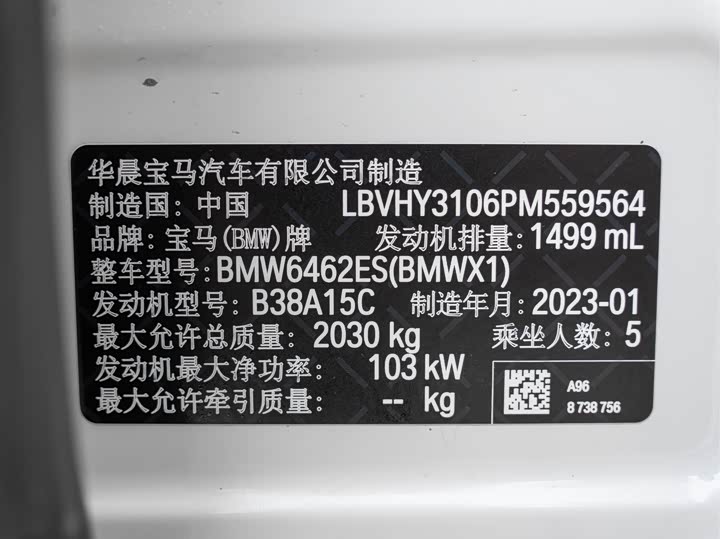 华晨宝马汽车有限公司制造
制造国: 中国 LBVHY3106PM559564
品牌: 宝马(BMW)牌 发动机排量: 1499 mL
整车型号: BMW6462ES(BMWX1)
发动机型号: B38A15C 制造年月: 2023-01
最大允许总质量: 2030 kg 乘坐人数: 5
发动机最大净功率: 103 kW
最大允许牵引质量: -- kg
A96
8 738 756